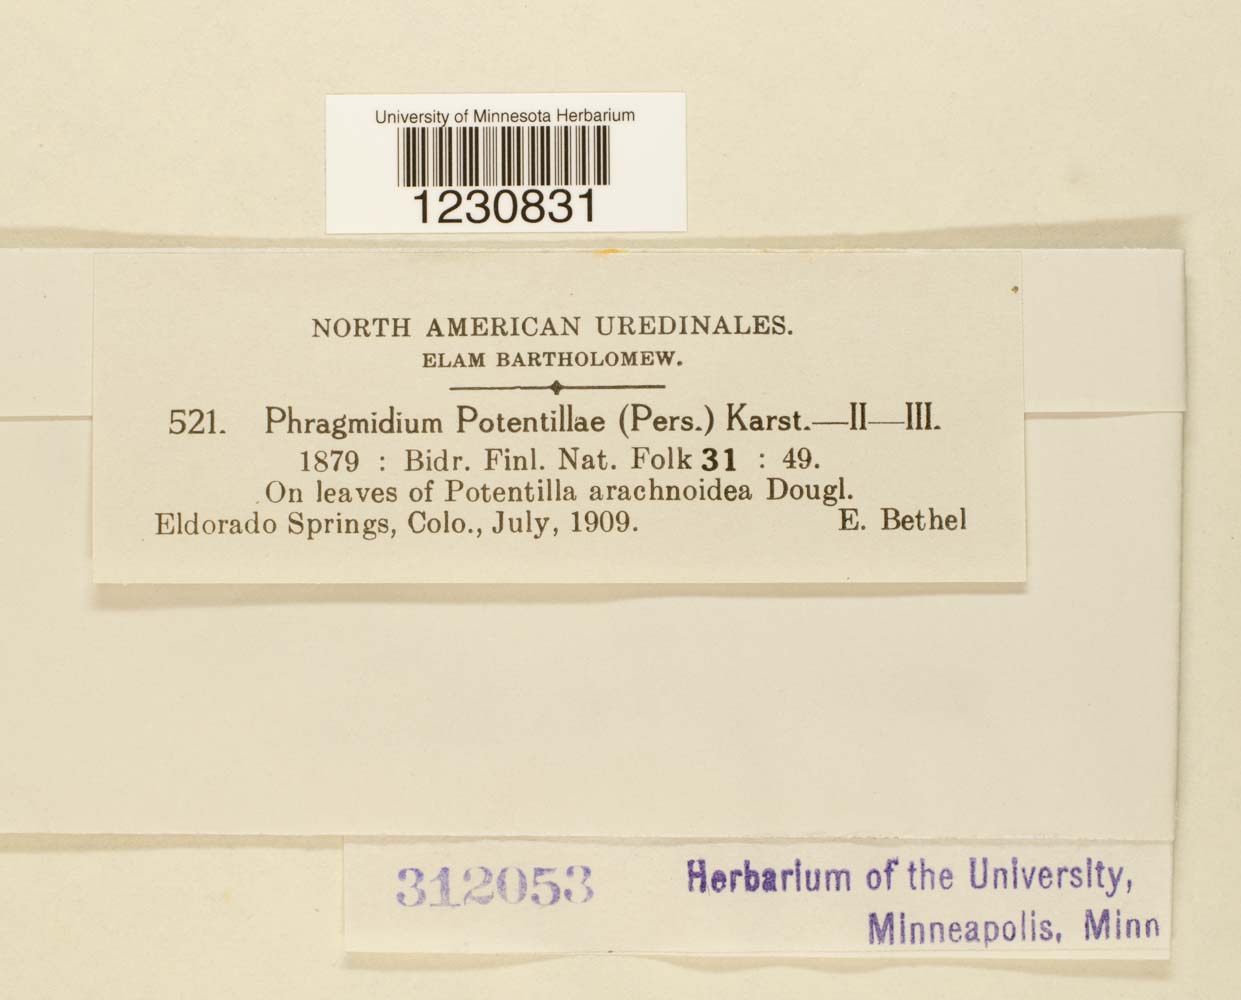 University of Minnesota Herbarium
1230831
NORTH AMERICAN UREDINALES.
ELAM BARTHOLOMEW.
521. Phragmidium Potentillae (Pers.) Karst.—II—III.
1879 : Bidr. Finl. Nat. Folk 31 : 49.
On leaves of Potentilla arachnoidea Dougl.
Eldorado Springs, Colo., July, 1909. E. Bethel
312053
Herbarium of the University,
Minneapolis, Minn